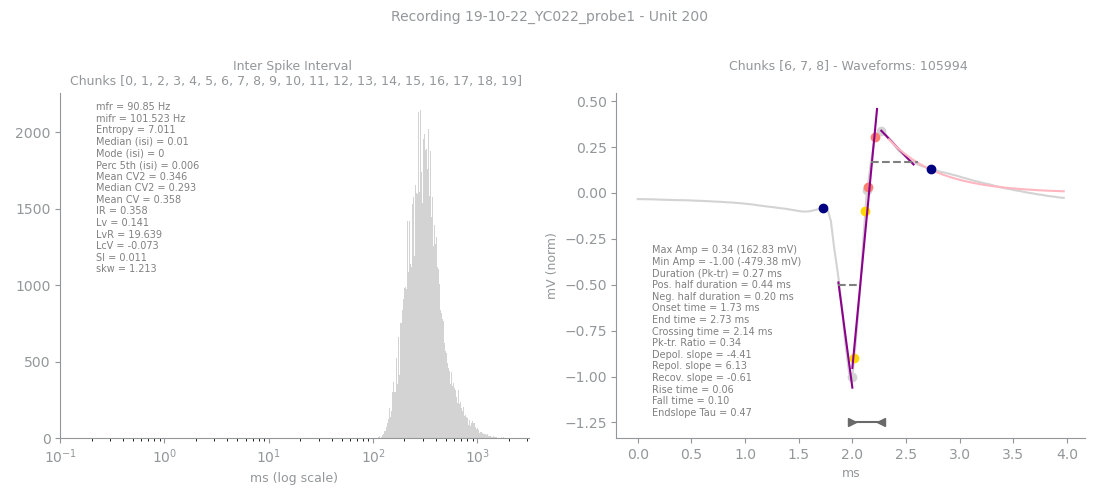 Recording 19-10-22_YC022_probe1 - Unit 200
Inter Spike Interval
Chunks [0, 1, 2, 3, 4, 5, 6, 7, 8, 9, 10, 11, 12, 13, 14, 15, 16, 17, 18, 19]
mfr = 90.85 Hz
mifr = 101.523 Hz
Entropy = 7.011
Median (isi) = 0.01
Mode (isi) = 0
Perc 5th (isi) = 0.006
Mean CV2 = 0.346
Median CV2 = 0.293
Mean CV = 0.358
IR = 0.358
Lv = 0.141
LvR = 19.639
LcV = -0.073
SI = 0.011
skw = 1.213
2000
1500
1000
500
0
10⁻¹ 10⁰ 10¹ 10² 10³
ms (log scale)
Chunks [6, 7, 8] - Waveforms: 105994
mV (norm)
0.50
0.25
0.00
−0.25
−0.50
−0.75
−1.00
−1.25
Max Amp = 0.34 (162.83 mV)
Min Amp = -1.00 (-479.38 mV)
Duration (Pk-tr) = 0.27 ms
Pos. half duration = 0.44 ms
Neg. half duration = 0.20 ms
Onset time = 1.73 ms
End time = 2.73 ms
Crossing time = 2.14 ms
Pk-tr. Ratio = 0.34
Depol. slope = -4.41
Repol. slope = 6.13
Recov. slope = -0.61
Rise time = 0.06
Fall time = 0.10
Endslope Tau = 0.47
0.0 0.5 1.0 1.5 2.0 2.5 3.0 3.5 4.0
ms